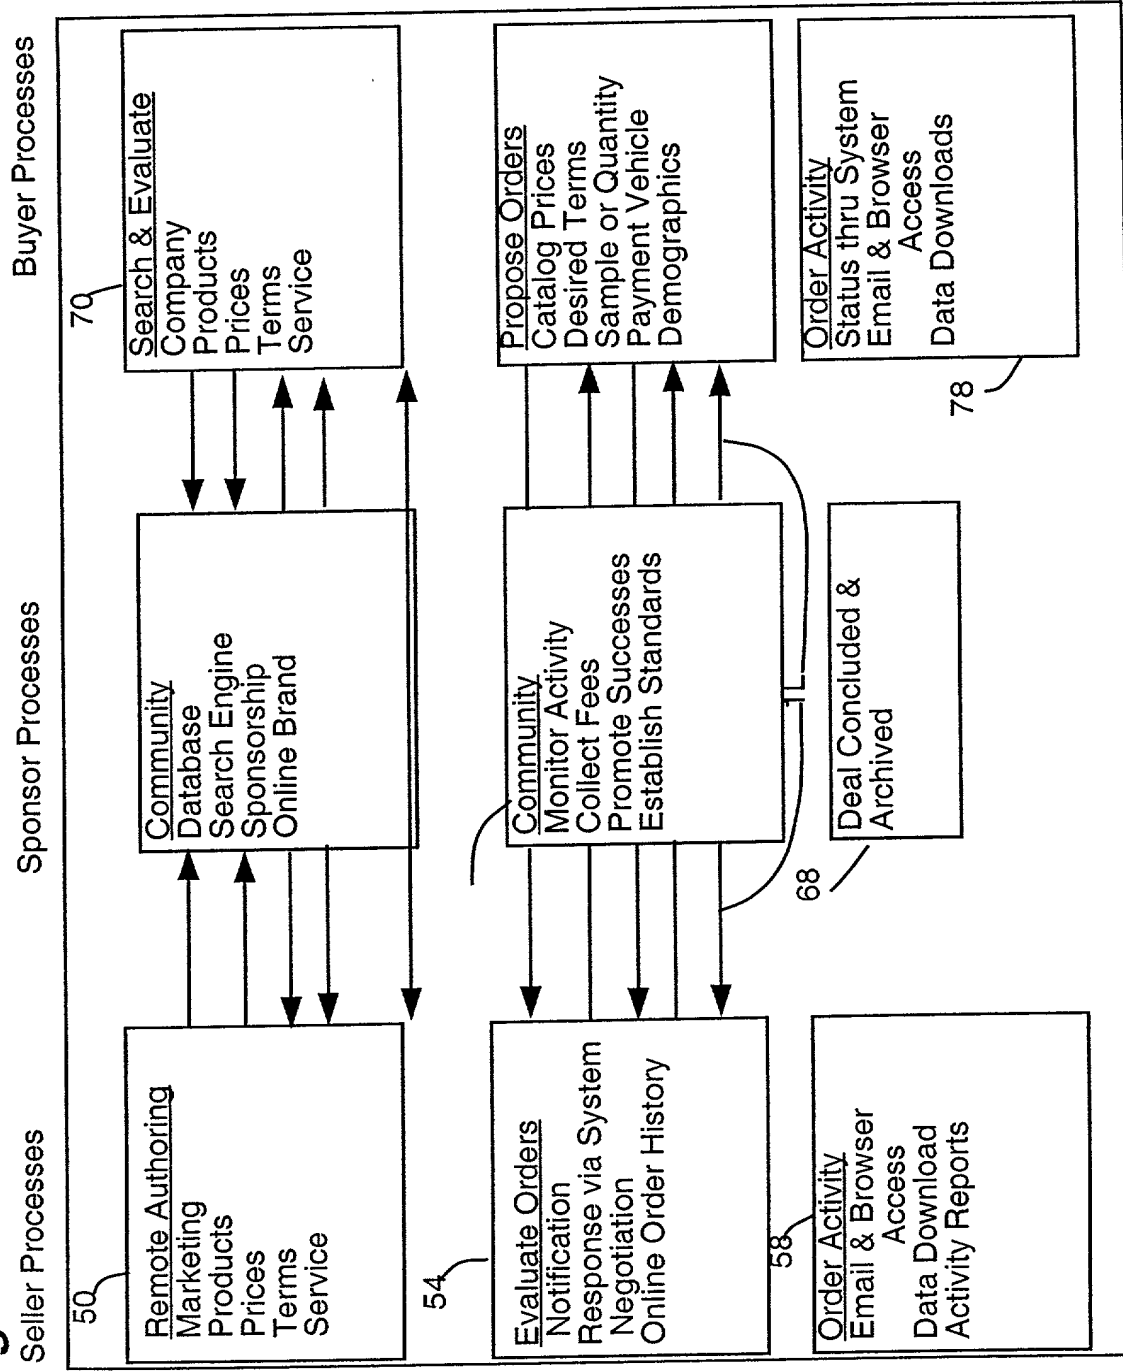 Seller Processes
Sponsor Processes
Buyer Processes
50
Remote Authoring
Marketing
Products
Prices
Terms
Service
Community
Database
Search Engine
Sponsorship
Online Brand
70
Search & Evaluate
Company
Products
Prices
Terms
Service
54
Evaluate Orders
Notification
Response via System
Negotiation
Online Order History
Community
Monitor Activity
Collect Fees
Promote Successes
Establish Standards
Propose Orders
Catalog Prices
Desired Terms
Sample or Quantity
Payment Vehicle
Demographics
58
Order Activity
Email & Browser
Access
Data Download
Activity Reports
68
Deal Concluded &
Archived
78
Order Activity
Status thru System
Email & Browser
Access
Data Downloads